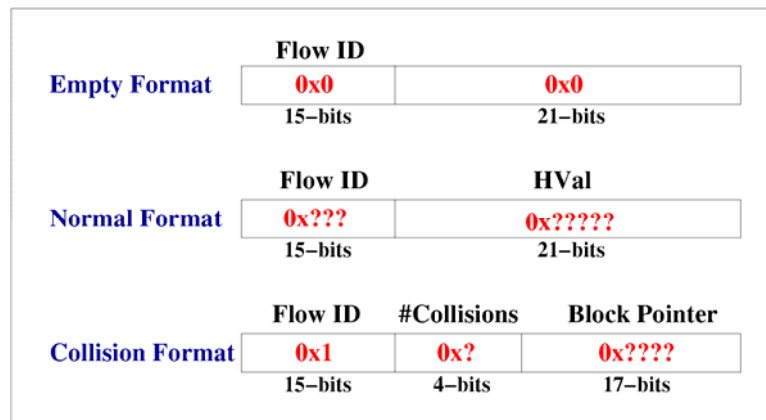 Flow ID
Empty Format 0x0 0x0
15-bits 21-bits
Flow ID HVal
Normal Format 0x??? 0x?????
15-bits 21-bits
Flow ID #Collisions Block Pointer
Collision Format 0x1 0x? 0x????
15-bits 4-bits 17-bits